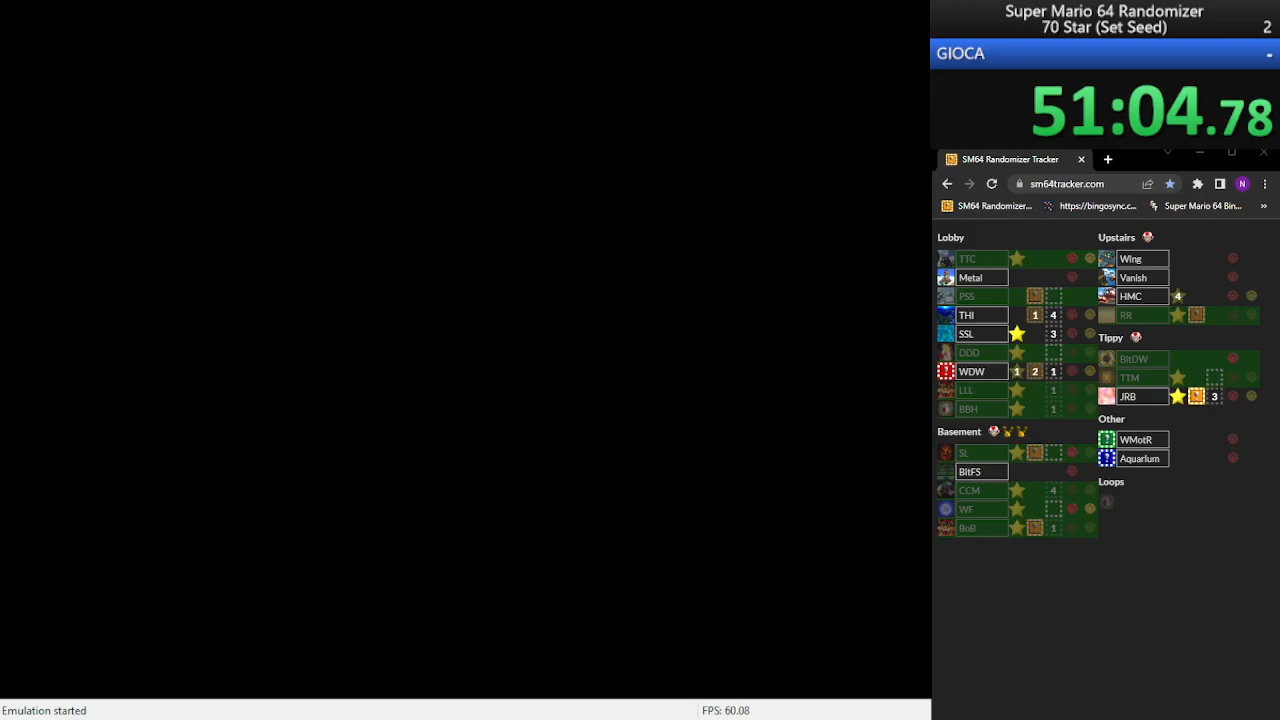 Super Mario 64 Randomizer
70 Star (Set Seed)
2
GIOCA
-
51:04.78
SM64 Randomizer Tracker
sm64tracker.com
N
SM64 Randomizer...
https://bingosync.c...
Super Mario 64 Bin...
»
Lobby
TTC
Metal
PSS
THI 1 4
SSL 3
DDD
WDW 1 2 1
LLL 1
BBH 1
Basement
SL
BitFS
CCM 4
WF
BoB 1
Upstairs
Wing
Vanish
HMC 4
RR
Tippy
BitDW
TTM
JRB 3
Other
WMotR
Aquarium
Loops
Emulation started
FPS: 60.08